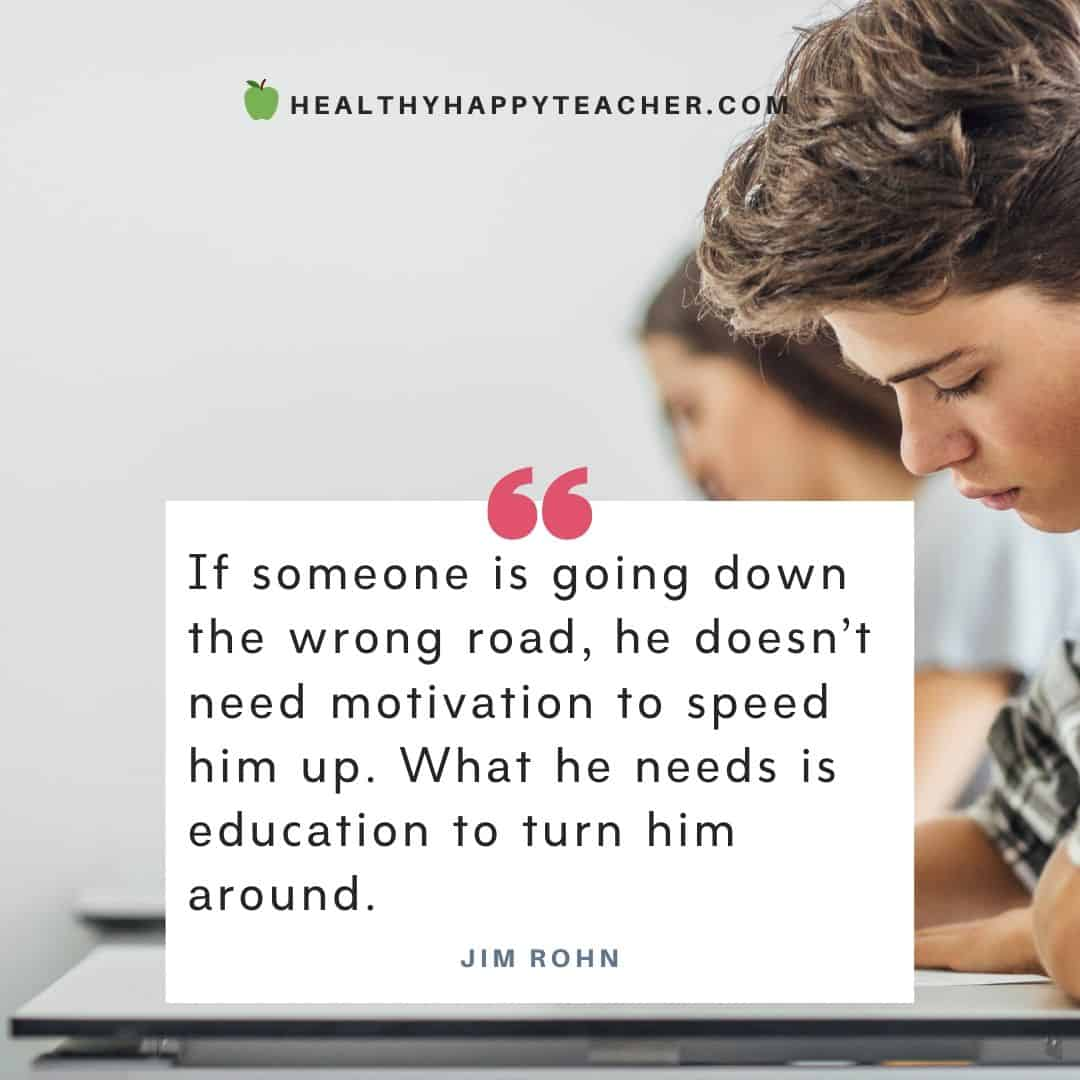 HEALTHYHAPPYTEACHER.COM
If someone is going down
the wrong road, he doesn’t
need motivation to speed
him up. What he needs is
education to turn him
around.
JIM ROHN